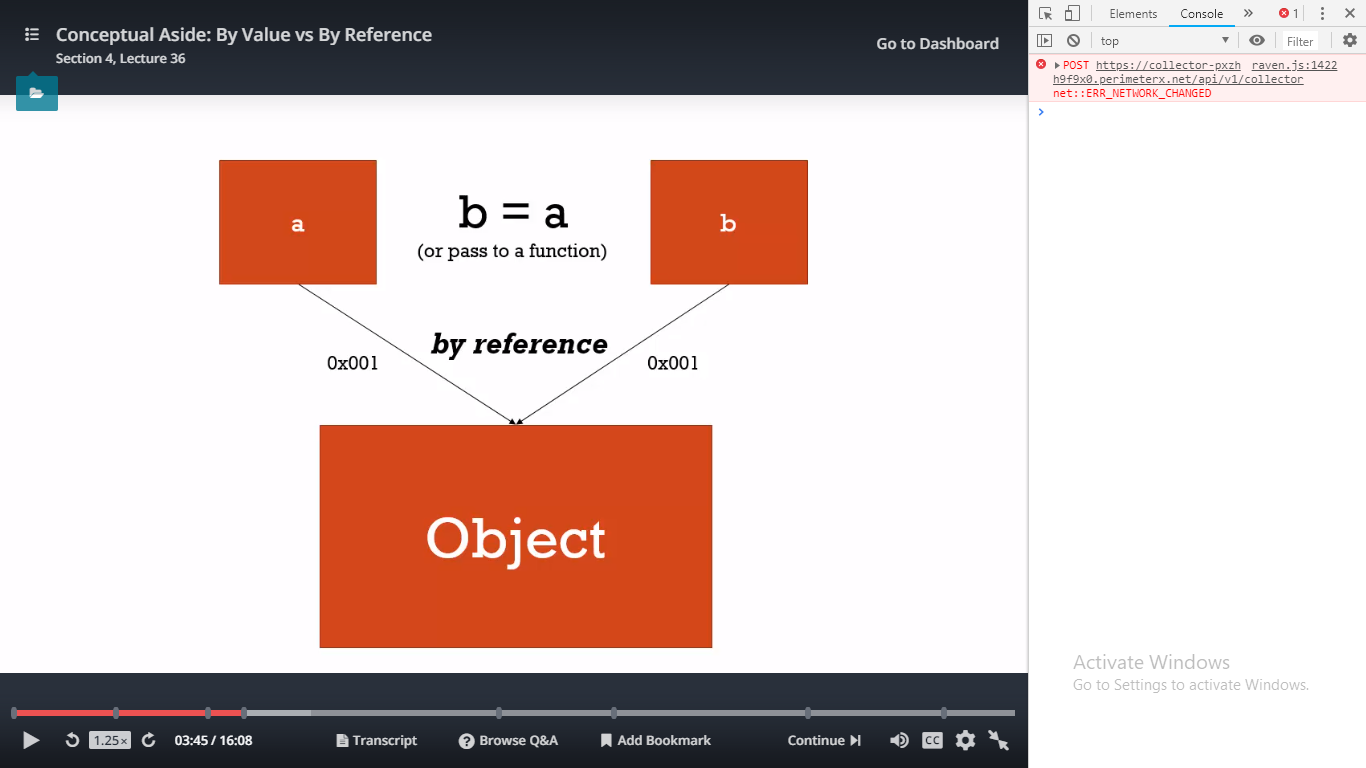 Conceptual Aside: By Value vs By Reference
Section 4, Lecture 36
Go to Dashboard
a
b = a
(or pass to a function)
b
by reference
0x001
0x001
Object
1.25×
03:45 / 16:08
Transcript
Browse Q&A
Add Bookmark
Continue
CC
Elements
Console
1
top
Filter
POST https://collector-pxzh raven.js:1422
h9f9x0.perimeterx.net/api/v1/collector
net::ERR_NETWORK_CHANGED
Activate Windows
Go to Settings to activate Windows.